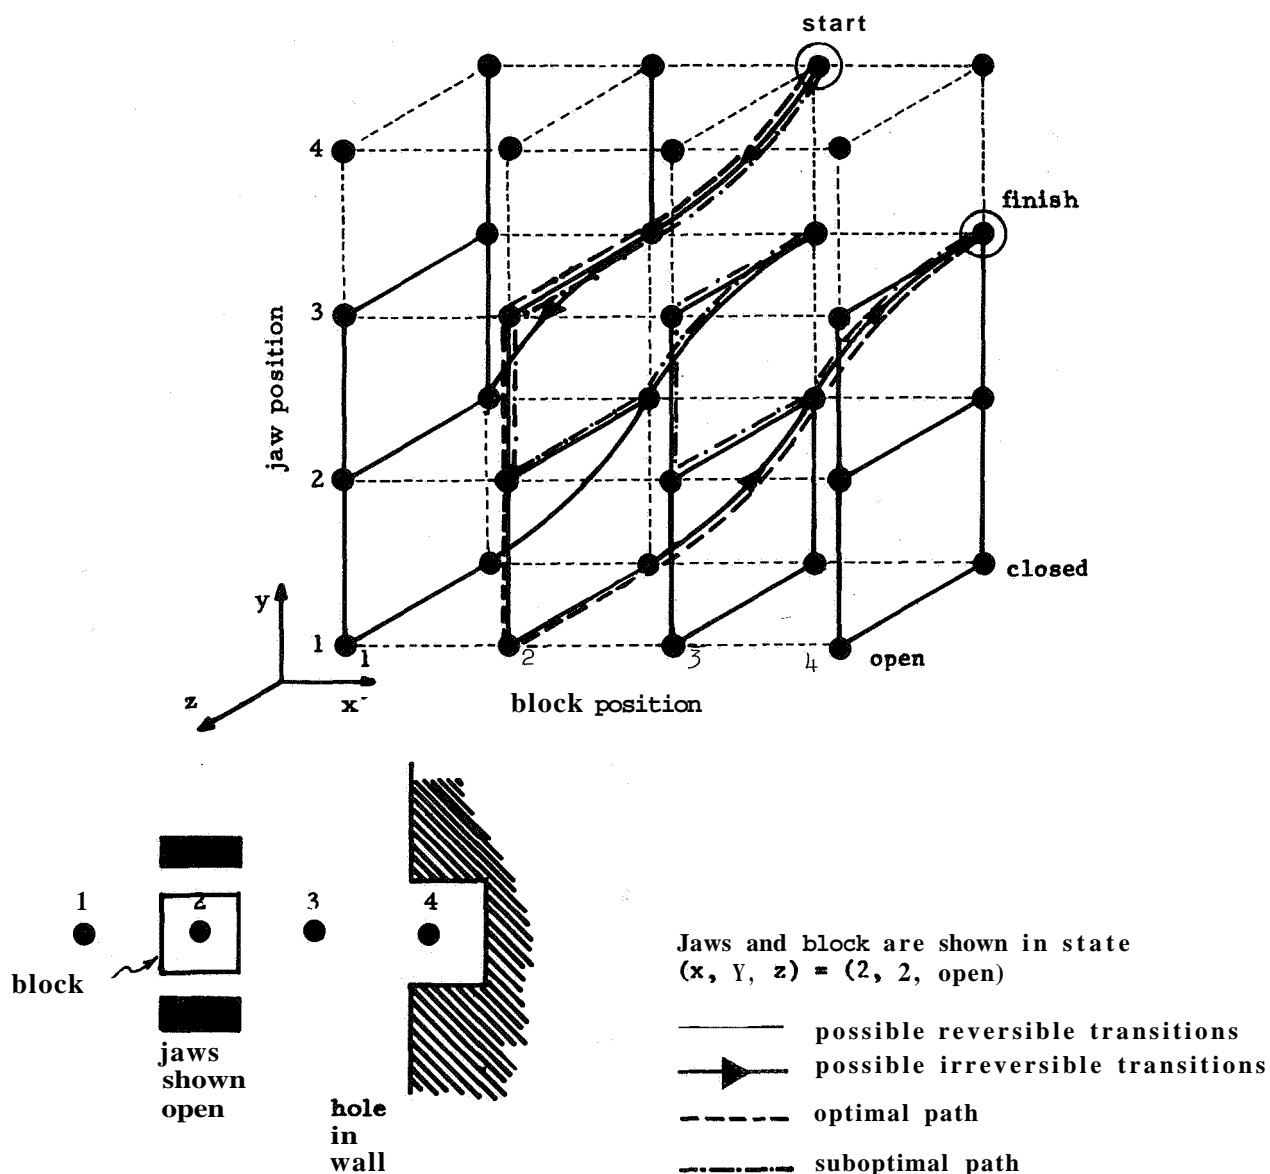 start
4
finish
3
jaw position
2
closed
y
1
1
2
3
4
open
z
x
block position
1
2
3
4
block
jaws
shown
open
hole
in
wall
Jaws and block are shown in state
(x, Y, z) = (2, 2, open)
possible reversible transitions
possible irreversible transitions
optimal path
suboptimal path